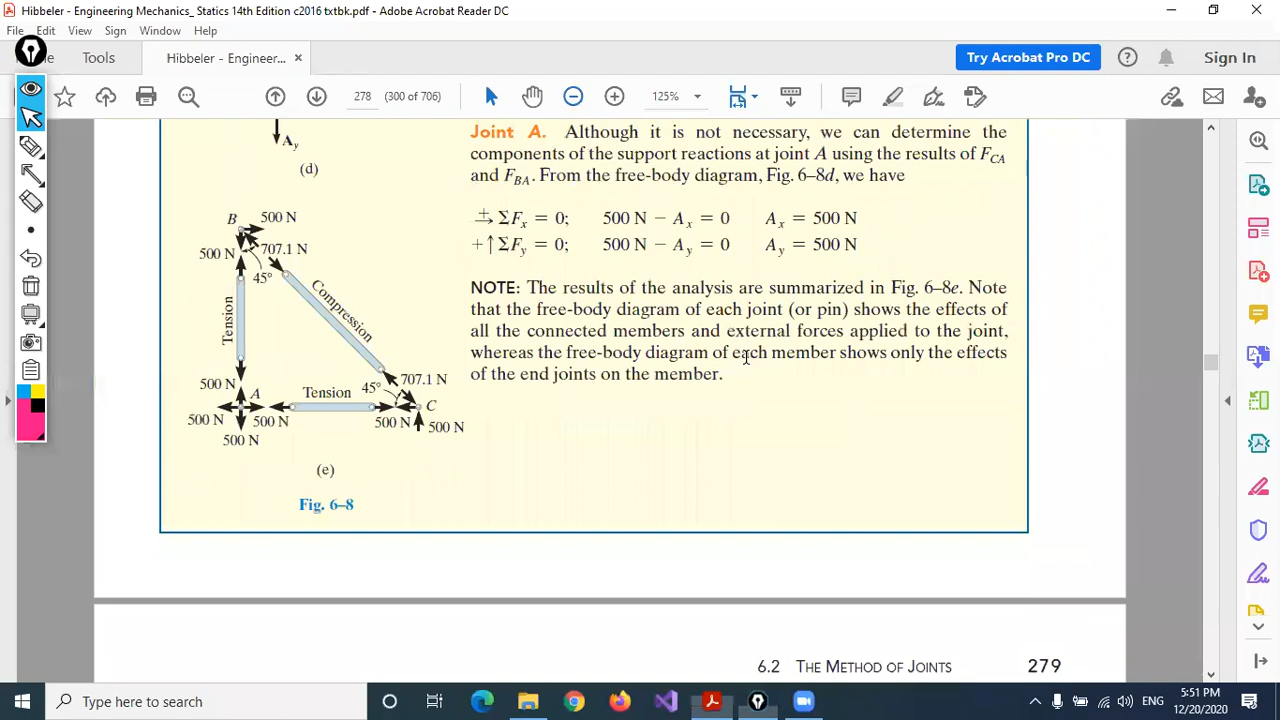 Hibbeler - Engineering Mechanics_ Statics 14th Edition c2016 txtbk.pdf - Adobe Acrobat Reader DC
File Edit View Sign Window Help
Tools Hibbeler - Engineer... × Try Acrobat Pro DC Sign In
278 (300 of 706) 125%
A_y
(d)
Joint A. Although it is not necessary, we can determine the
components of the support reactions at joint A using the results of F_CA
and F_BA. From the free-body diagram, Fig. 6–8d, we have
→+ ΣF_x = 0; 500 N − A_x = 0 A_x = 500 N
+↑ΣF_y = 0; 500 N − A_y = 0 A_y = 500 N
NOTE: The results of the analysis are summarized in Fig. 6–8e. Note
that the free-body diagram of each joint (or pin) shows the effects of
all the connected members and external forces applied to the joint,
whereas the free-body diagram of each member shows only the effects
of the end joints on the member.
B 500 N
500 N 707.1 N
45°
Tension
Compression
500 N A Tension 45° 707.1 N
C
500 N 500 N 500 N 500 N
500 N
(e)
Fig. 6–8
6.2 THE METHOD OF JOINTS 279
Type here to search
ENG
5:51 PM
12/20/2020